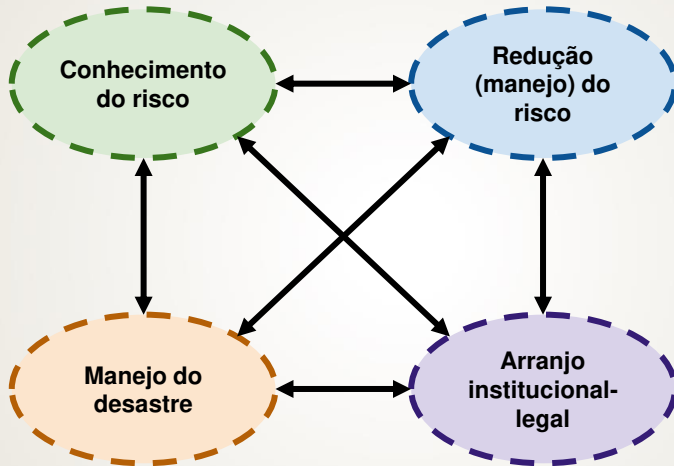 Conhecimento
do risco
Redução
(manejo) do
risco
Manejo do
desastre
Arranjo
institucional-
legal